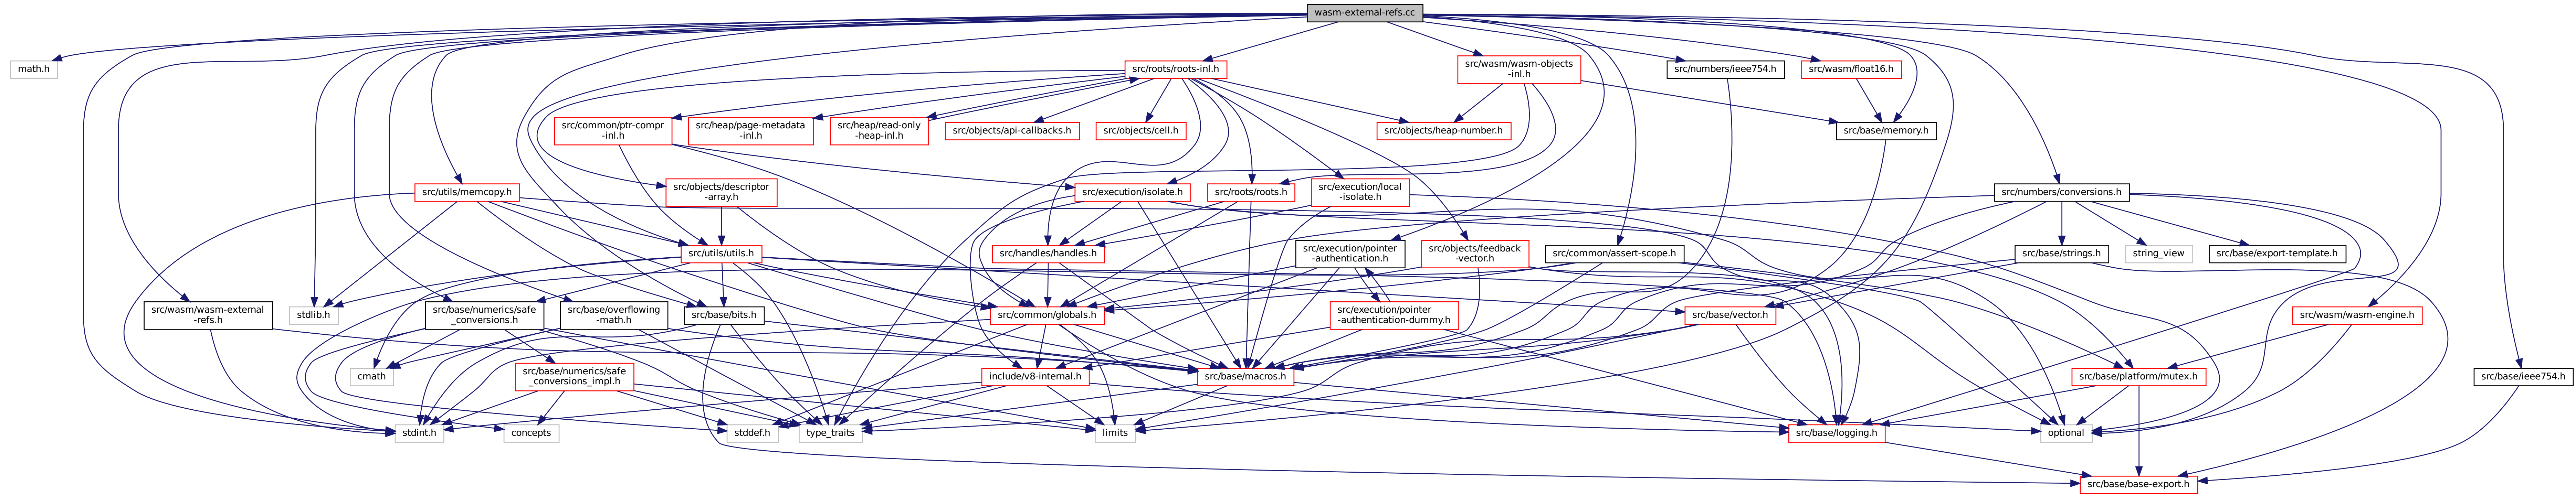 wasm-external-refs.cc
math.h
src/roots/roots-inl.h
src/wasm/wasm-objects
-inl.h
src/numbers/ieee754.h
src/wasm/float16.h
src/common/ptr-compr
-inl.h
src/heap/page-metadata
-inl.h
src/heap/read-only
-heap-inl.h
src/objects/api-callbacks.h
src/objects/cell.h
src/objects/heap-number.h
src/base/memory.h
src/utils/memcopy.h
src/objects/descriptor
-array.h
src/execution/isolate.h
src/roots/roots.h
src/execution/local
-isolate.h
src/numbers/conversions.h
src/utils/utils.h
src/handles/handles.h
src/execution/pointer
-authentication.h
src/objects/feedback
-vector.h
src/common/assert-scope.h
src/base/strings.h
string_view
src/base/export-template.h
src/wasm/wasm-external
-refs.h
stdlib.h
src/base/numerics/safe
_conversions.h
src/base/overflowing
-math.h
src/base/bits.h
src/common/globals.h
src/execution/pointer
-authentication-dummy.h
src/base/vector.h
src/wasm/wasm-engine.h
cmath
src/base/numerics/safe
_conversions_impl.h
include/v8-internal.h
src/base/macros.h
src/base/platform/mutex.h
src/base/ieee754.h
stdint.h
concepts
stddef.h
type_traits
limits
src/base/logging.h
optional
src/base/base-export.h